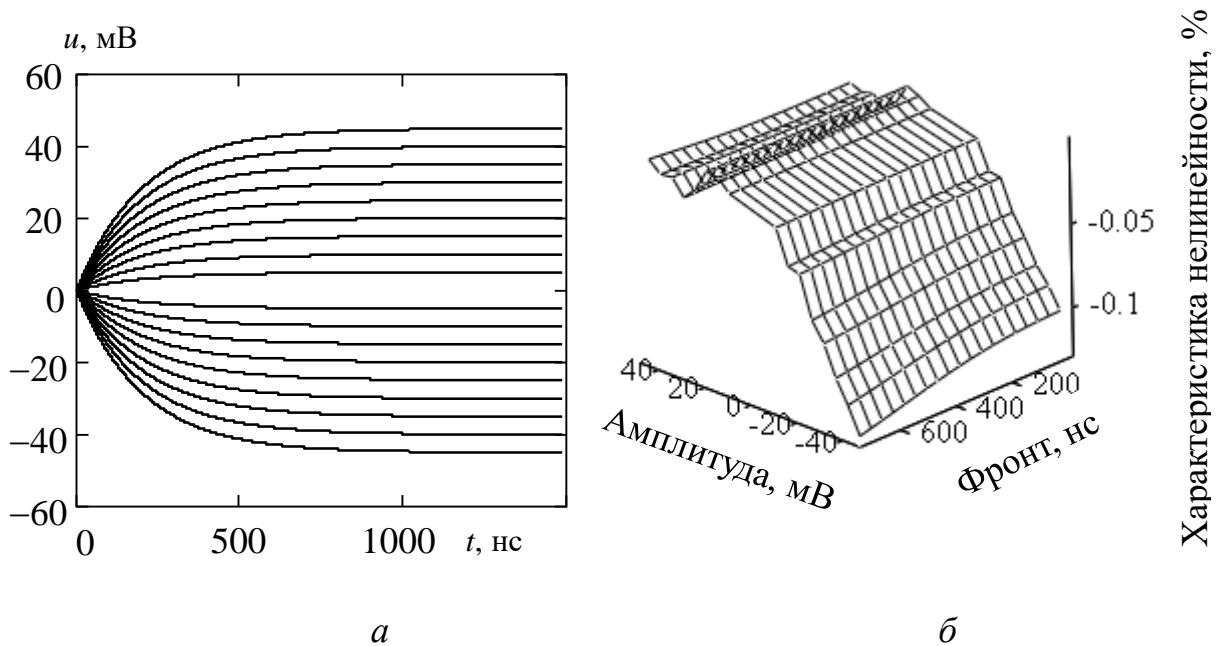 u, мВ
60
40
20
0
–20
–40
–60
0 500 1000 t, нс
а
-0.05
-0.1
40 20 0 -20 -40
Амплитуда, мВ
600 400 200
Фронт, нс
Характеристика нелинейности, %
б